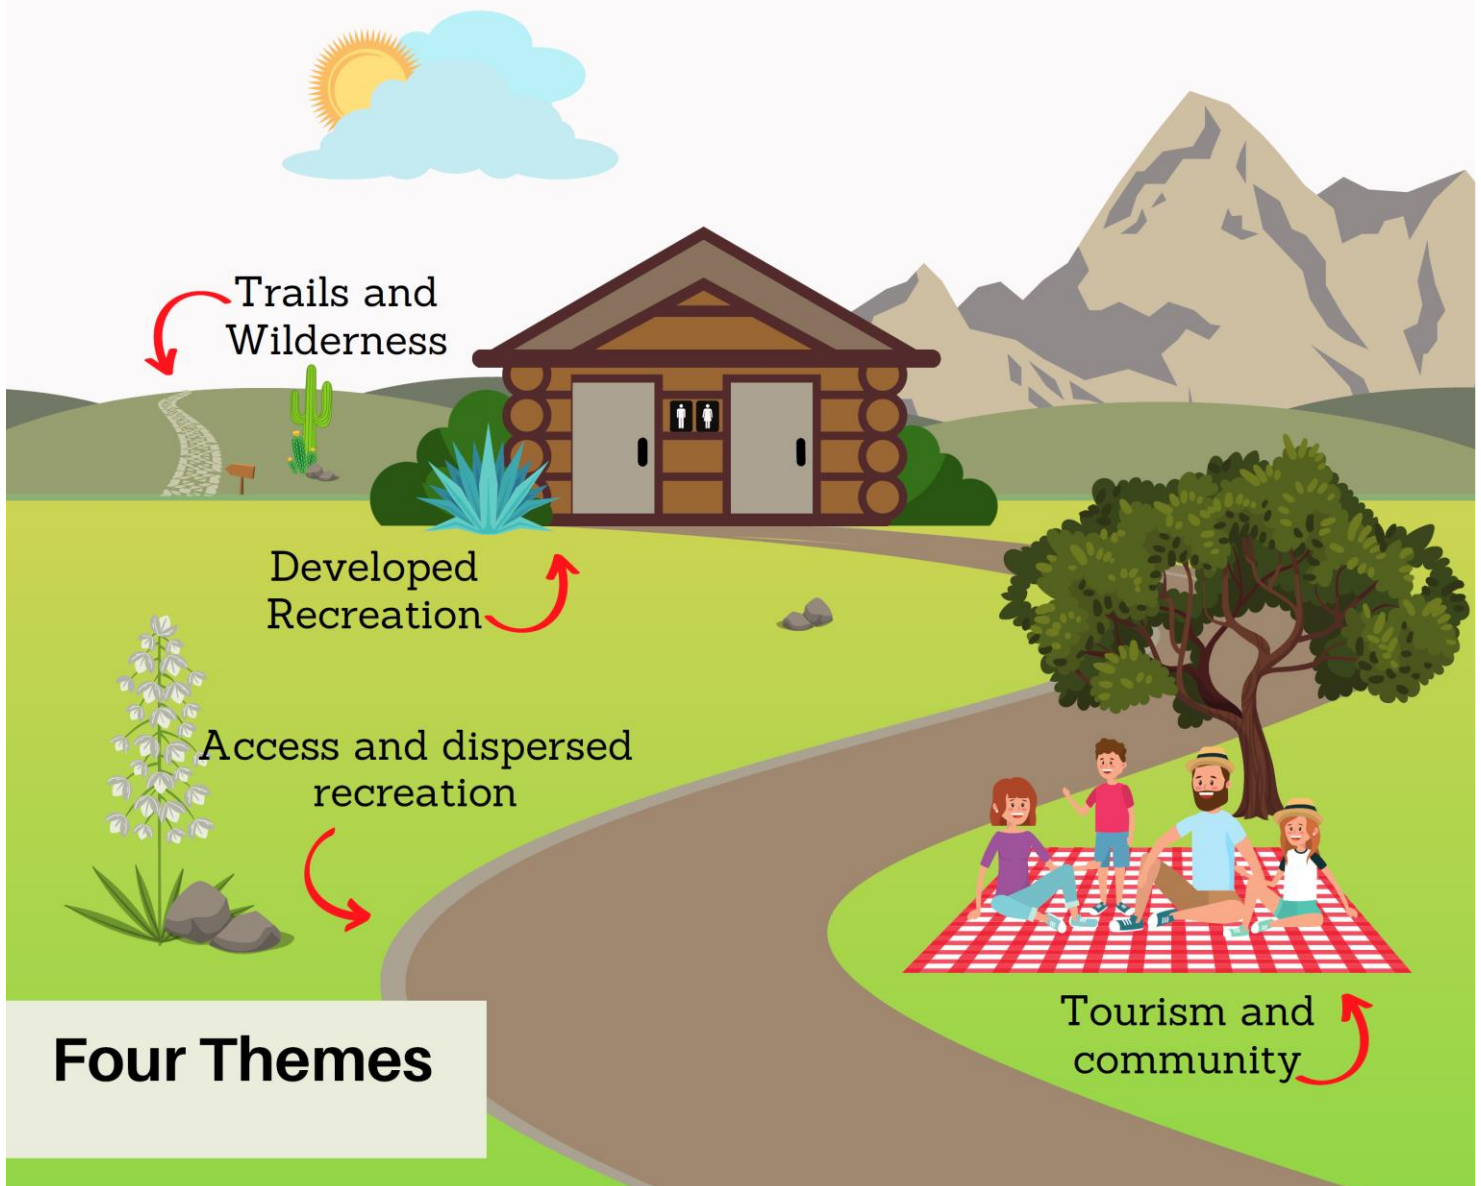 Trails and
Wilderness
Developed
Recreation
Access and dispersed
recreation
Tourism and
community
Four Themes